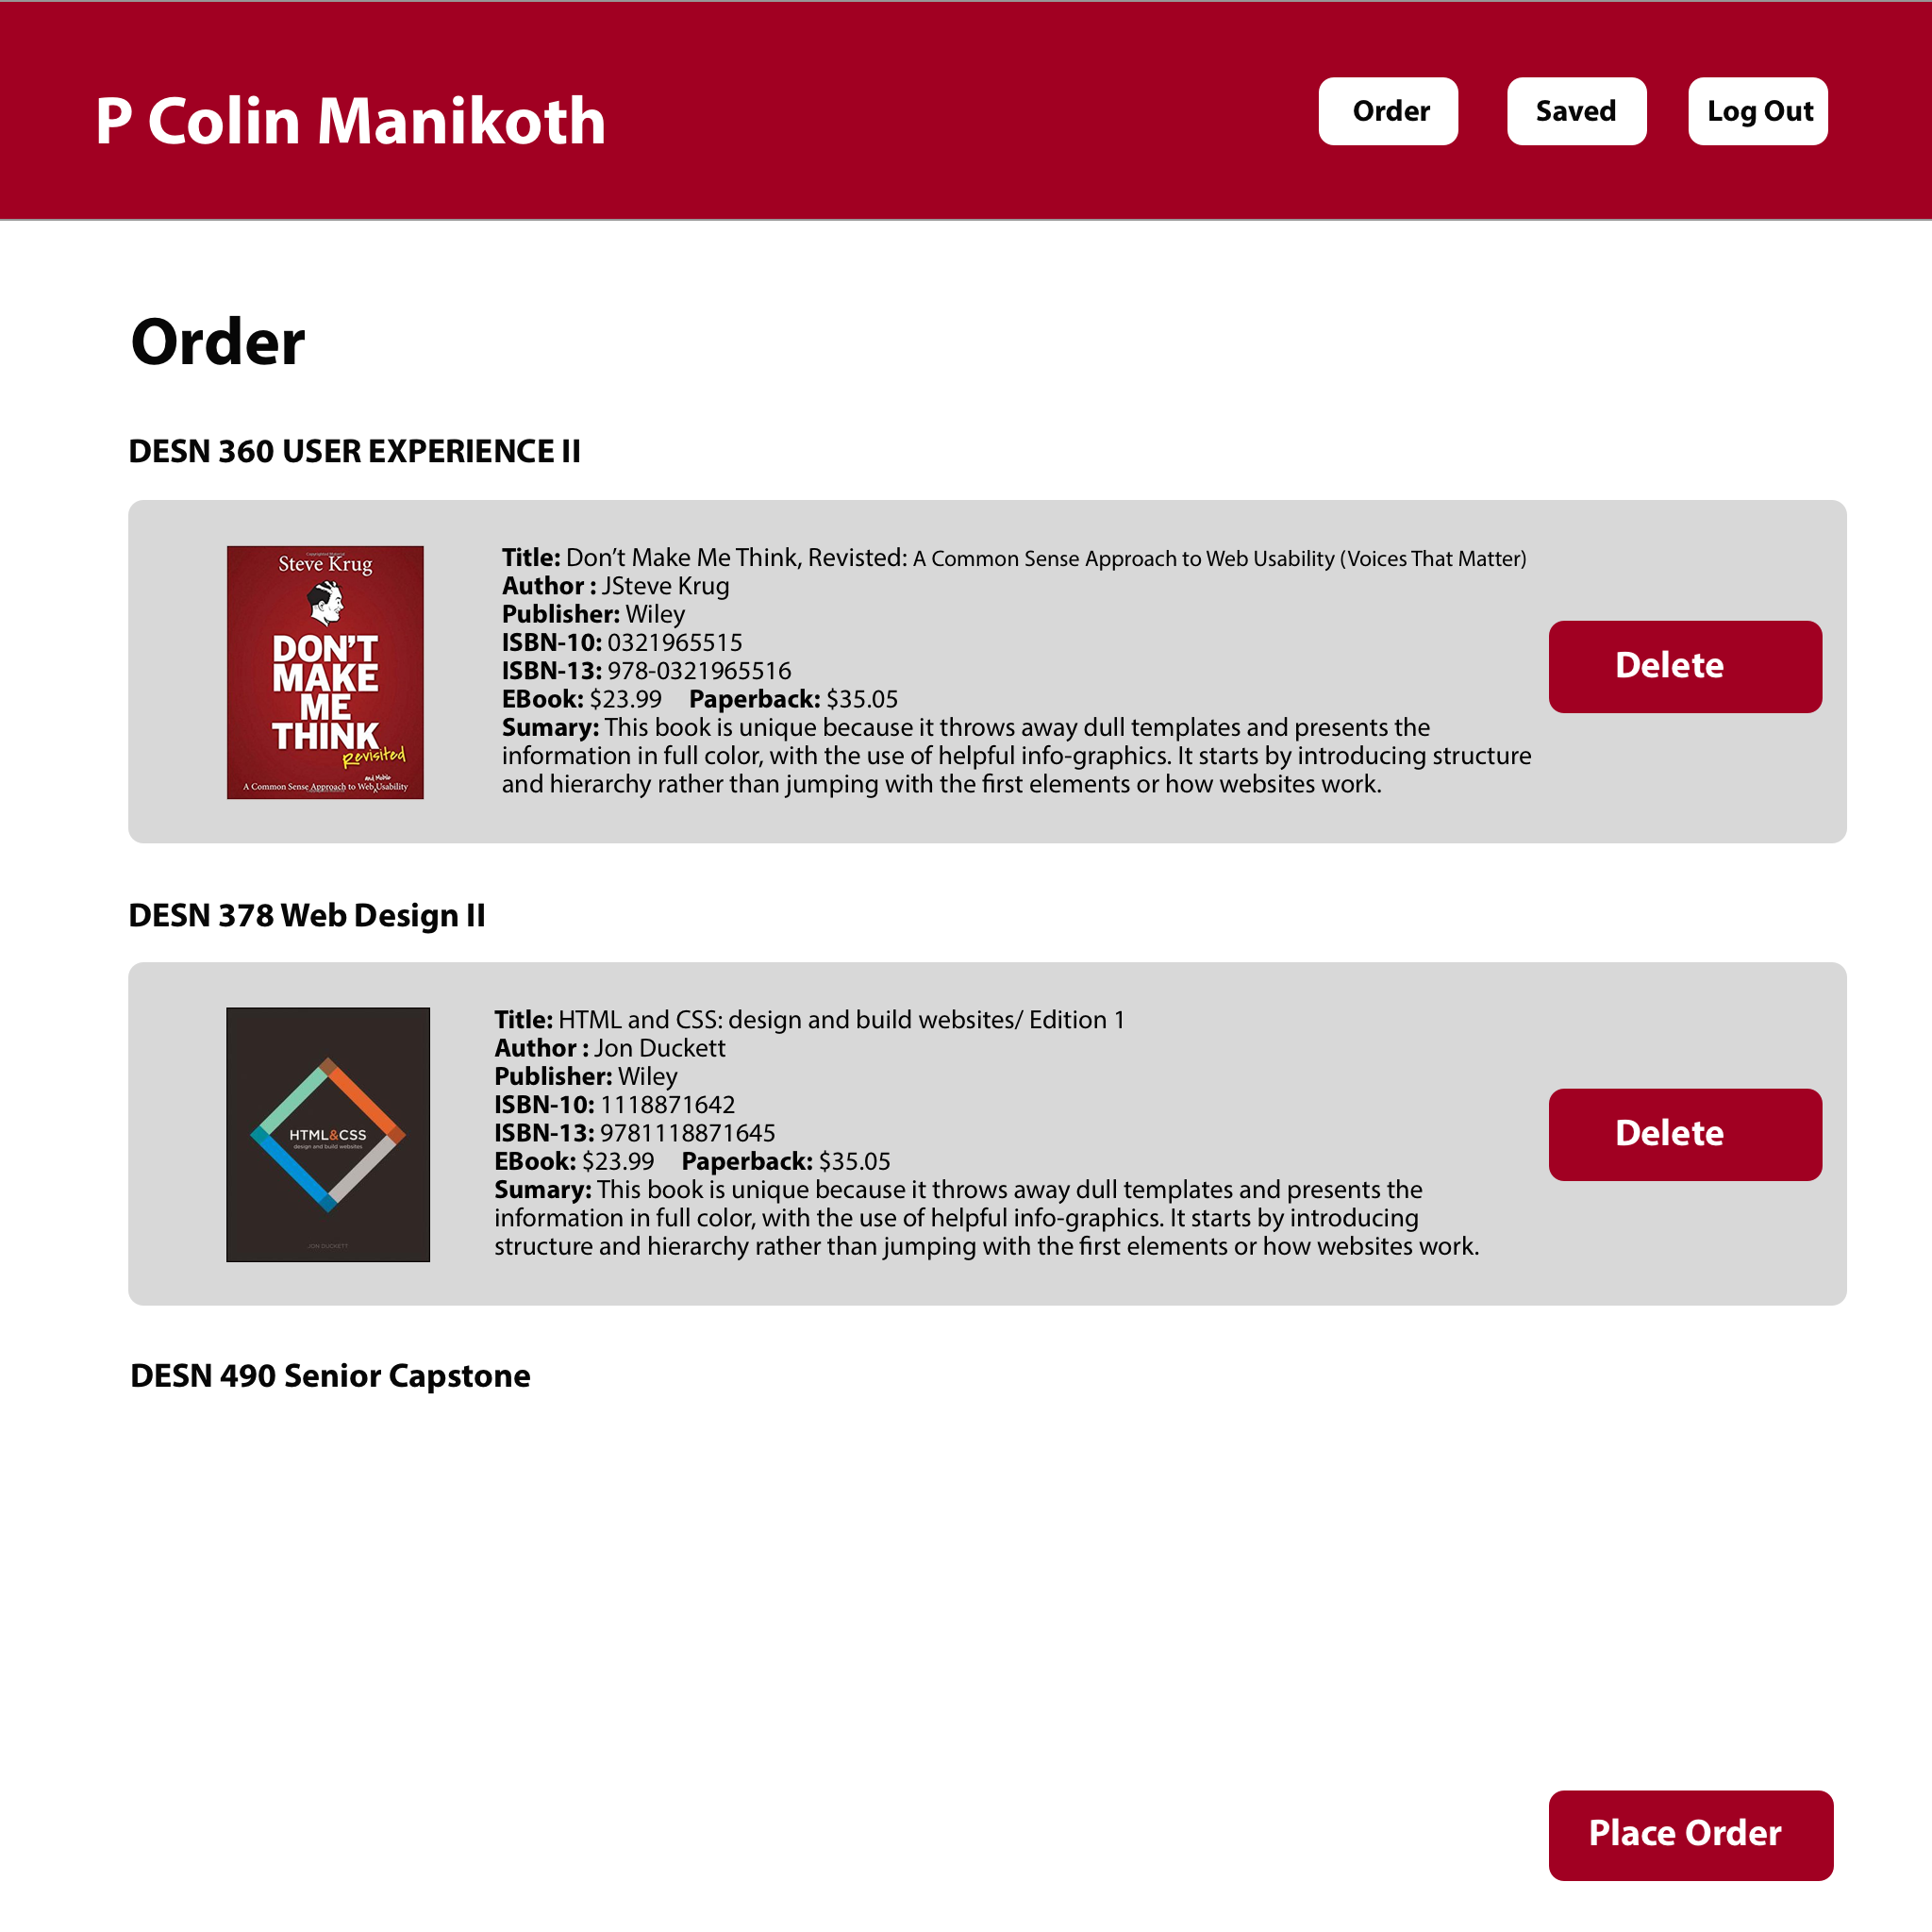 P Colin Manikoth
Order
Saved
Log Out
Order
DESN 360 USER EXPERIENCE II
Steve Krug
DON'T
MAKE
ME
THINK
Revisited
and Mobile
A Common Sense Approach to Web Usability
Title: Don’t Make Me Think, Revisted: A Common Sense Approach to Web Usability (Voices That Matter)
Author : JSteve Krug
Publisher: Wiley
ISBN-10: 0321965515
ISBN-13: 978-0321965516
EBook: $23.99 Paperback: $35.05
Sumary: This book is unique because it throws away dull templates and presents the
information in full color, with the use of helpful info-graphics. It starts by introducing structure
and hierarchy rather than jumping with the first elements or how websites work.
Delete
DESN 378 Web Design II
HTML&CSS
design and build websites
JON DUCKETT
Title: HTML and CSS: design and build websites/ Edition 1
Author : Jon Duckett
Publisher: Wiley
ISBN-10: 1118871642
ISBN-13: 9781118871645
EBook: $23.99 Paperback: $35.05
Sumary: This book is unique because it throws away dull templates and presents the
information in full color, with the use of helpful info-graphics. It starts by introducing
structure and hierarchy rather than jumping with the first elements or how websites work.
Delete
DESN 490 Senior Capstone
Place Order